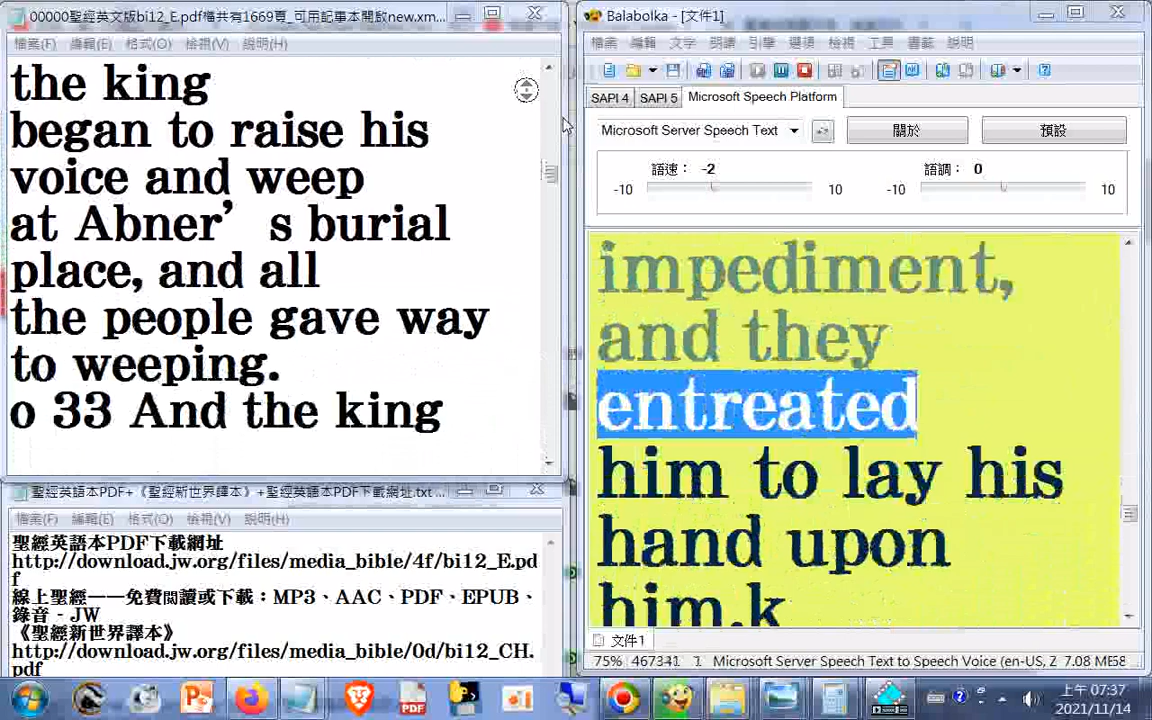 00000聖經英文版bi12_E.pdf檔共有1669頁_可用記事本開啟new.xm...
檔案(F) 編輯(E) 格式(O) 檢視(V) 說明(H)
the king
began to raise his
voice and weep
at Abner’s burial
place, and all
the people gave way
to weeping.
o 33 And the king
聖經英語本PDF+《聖經新世界譯本》+聖經英語本PDF下載網址.txt ...
檔案(F) 編輯(E) 格式(O) 檢視(V) 說明(H)
聖經英語本PDF下載網址
http://download.jw.org/files/media_bible/4f/bi12_E.pd
f
線上聖經——免費閱讀或下載：MP3、AAC、PDF、EPUB、
錄音 - JW
《聖經新世界譯本》
http://download.jw.org/files/media_bible/0d/bi12_CH.
pdf
Balabolka - [文件1]
檔案 編輯 文字 朗讀 引擎 選項 檢視 工具 書籤 說明
SAPI 4 SAPI 5 Microsoft Speech Platform
Microsoft Server Speech Text 關於 預設
語速： -2 語調： 0
-10 10 -10 10
impediment,
and they
entreated
him to lay his
hand upon
him.k
文件1
75% 467341 1 Microsoft Server Speech Text to Speech Voice (en-US, Z 7.08 ME58
PDF
上午 07:37
2021/11/14